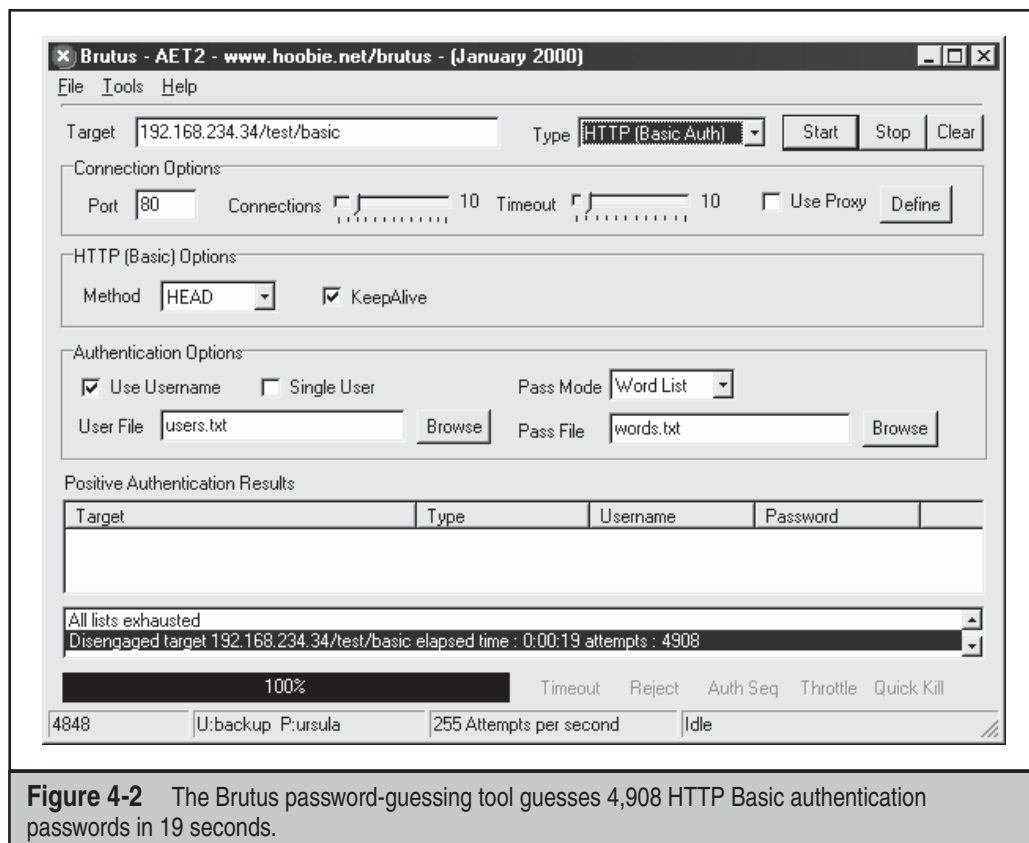 Brutus - AET2 - www.hoobie.net/brutus - (January 2000)
File Tools Help
Target 192.168.234.34/test/basic Type HTTP (Basic Auth) Start Stop Clear
Connection Options
Port 80 Connections 10 Timeout 10 Use Proxy Define
HTTP (Basic) Options
Method HEAD KeepAlive
Authentication Options
Use Username Single User Pass Mode Word List
User File users.txt Browse Pass File words.txt Browse
Positive Authentication Results
Target Type Username Password
All lists exhausted
Disengaged target 192.168.234.34/test/basic elapsed time : 0:00:19 attempts : 4908
100% Timeout Reject Auth Seq Throttle Quick Kill
4848 U:backup P:ursula 255 Attempts per second Idle
Figure 4-2 The Brutus password-guessing tool guesses 4,908 HTTP Basic authentication
passwords in 19 seconds.